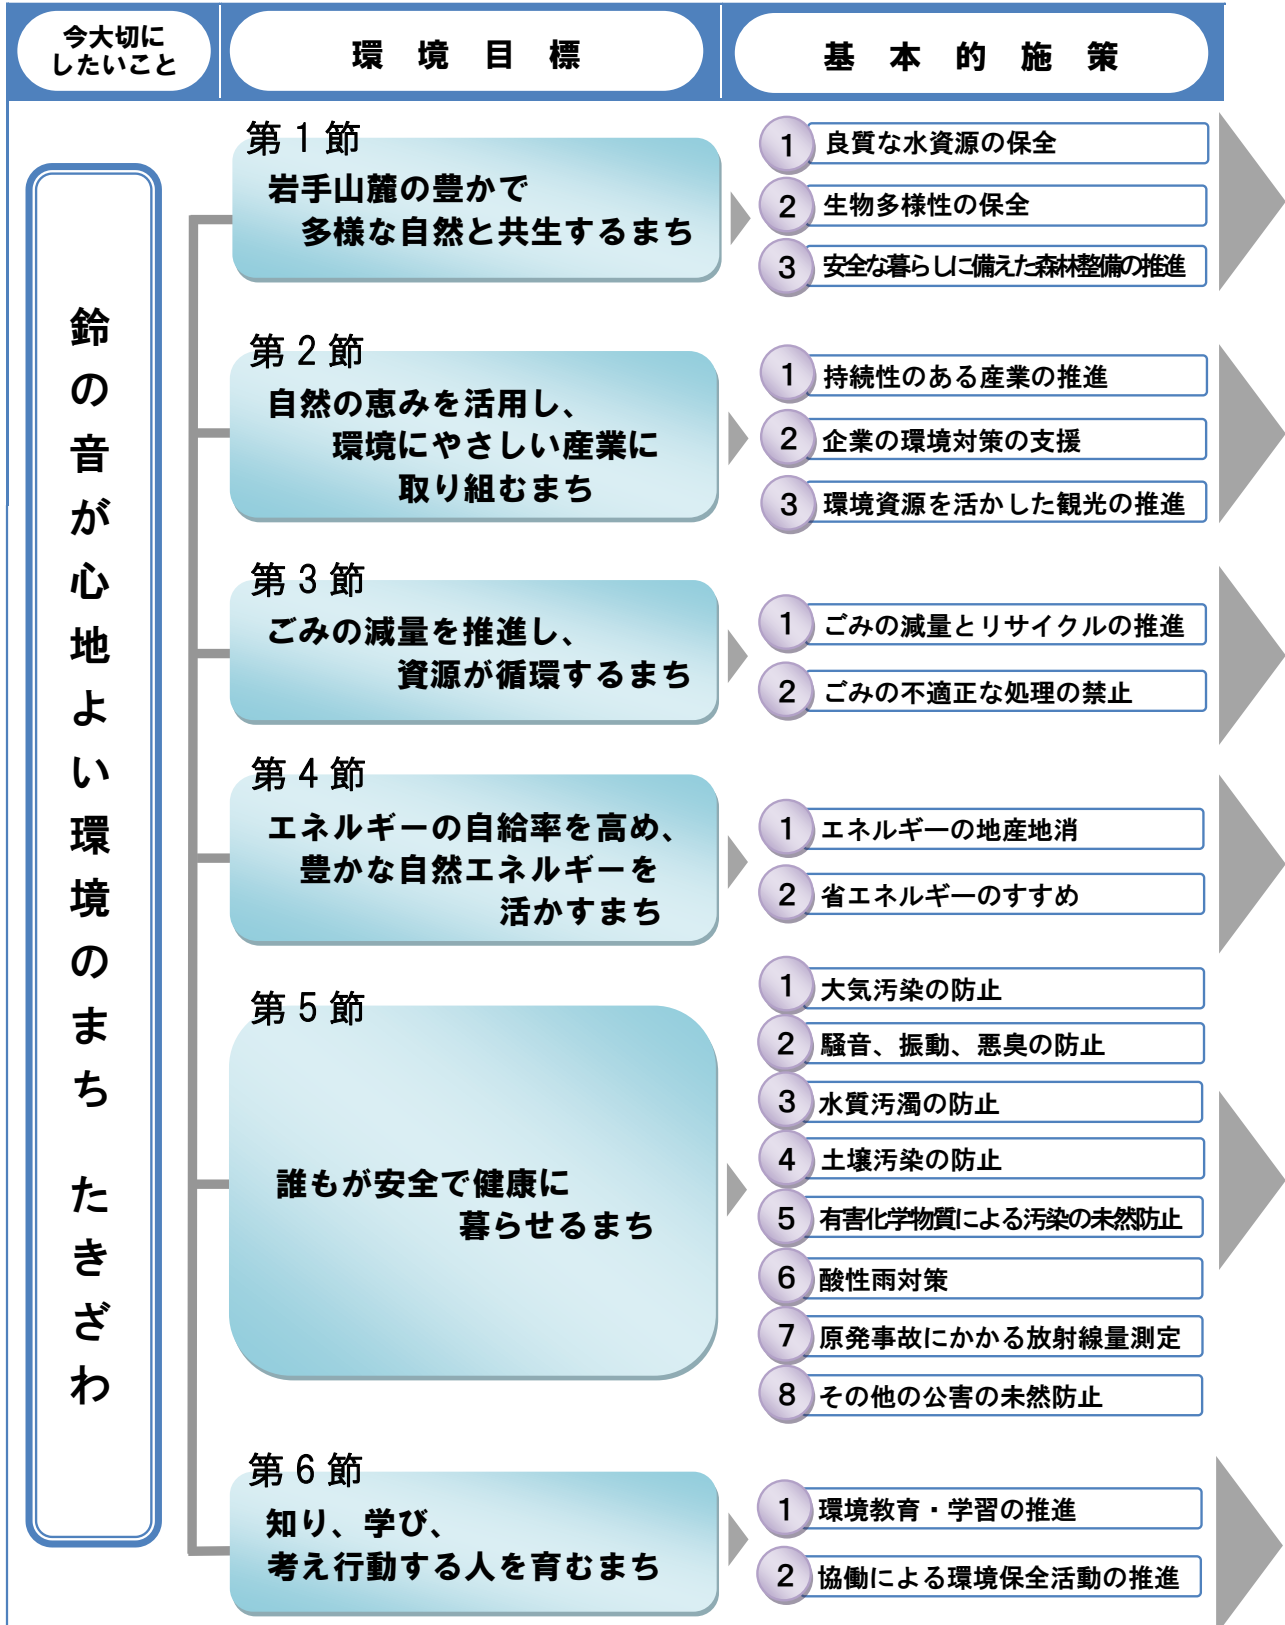 今大切に
したいこと
環境目標
基本的施策
鈴の音が心地よい環境のまち たきざわ
第1節
岩手山麓の豊かで
多様な自然と共生するまち
1 良質な水資源の保全
2 生物多様性の保全
3 安全な暮らしに備えた森林整備の推進
第2節
自然の恵みを活用し、
環境にやさしい産業に
取り組むまち
1 持続性のある産業の推進
2 企業の環境対策の支援
3 環境資源を活かした観光の推進
第3節
ごみの減量を推進し、
資源が循環するまち
1 ごみの減量とリサイクルの推進
2 ごみの不適正な処理の禁止
第4節
エネルギーの自給率を高め、
豊かな自然エネルギーを
活かすまち
1 エネルギーの地産地消
2 省エネルギーのすすめ
第5節
誰もが安全で健康に
暮らせるまち
1 大気汚染の防止
2 騒音、振動、悪臭の防止
3 水質汚濁の防止
4 土壌汚染の防止
5 有害化学物質による汚染の未然防止
6 酸性雨対策
7 原発事故にかかる放射線量測定
8 その他の公害の未然防止
第6節
知り、学び、
考え行動する人を育むまち
1 環境教育・学習の推進
2 協働による環境保全活動の推進